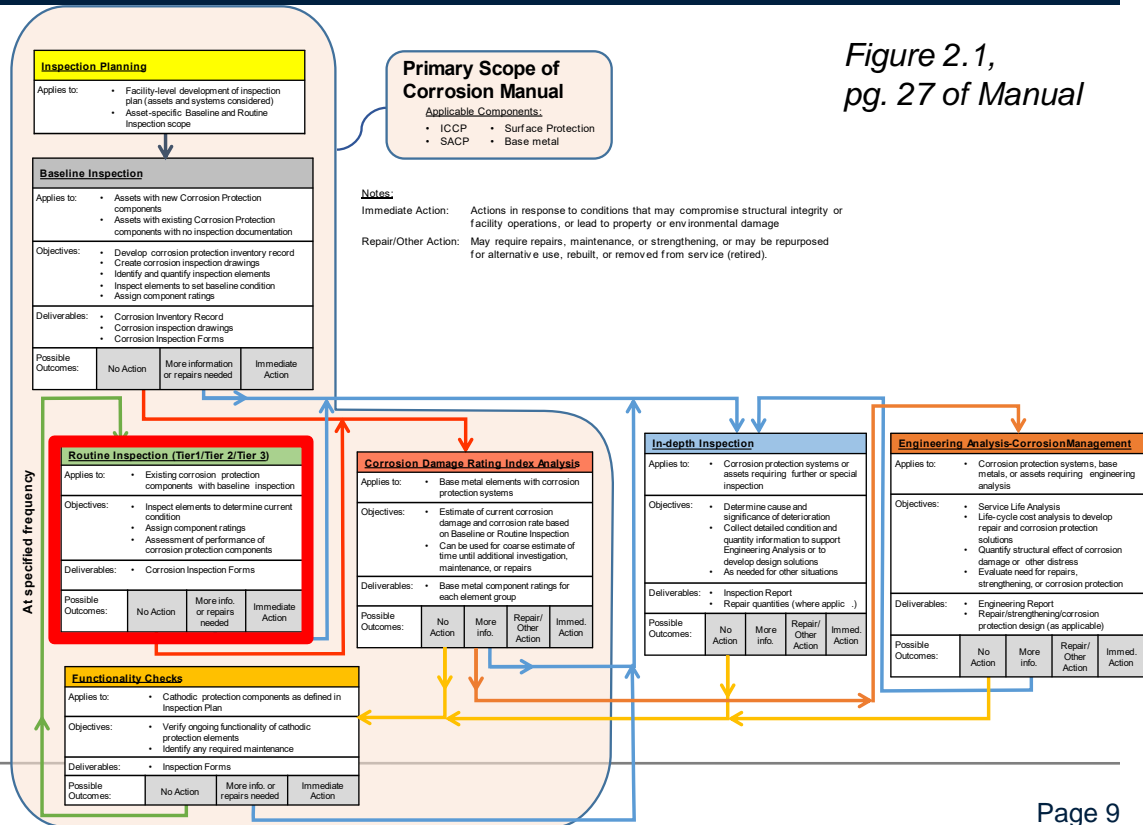 Figure 2.1,
pg. 27 of Manual
Primary Scope of
Corrosion Manual
Applicable Components:
• ICCP • Surface Protection
• SACP • Base metal
Inspection Planning
Applies to: • Facility-level development of inspection
plan (assets and systems considered)
• Asset-specific Baseline and Routine
Inspection scope
Baseline Inspection
Applies to: • Assets with new Corrosion Protection
components
• Assets with existing Corrosion Protection
components with no inspection documentation
Objectives: • Develop corrosion protection inventory record
• Create corrosion inspection drawings
• Identify and quantify inspection elements
• Inspect elements to set baseline condition
• Assign component ratings
Deliverables: • Corrosion Inventory Record
• Corrosion inspection drawings
• Corrosion Inspection Forms
Possible
Outcomes:
No Action
More information
or repairs needed
Immediate
Action
Notes:
Immediate Action: Actions in response to conditions that may compromise structural integrity or
facility operations, or lead to property or environmental damage
Repair/Other Action: May require repairs, maintenance, or strengthening, or may be repurposed
for alternative use, rebuilt, or removed from service (retired).
At specified frequency
Routine Inspection (Tier1/Tier 2/Tier 3)
Applies to: • Existing corrosion protection
components with baseline inspection
Objectives: • Inspect elements to determine current
condition
• Assign component ratings
• Assessment of performance of
corrosion protection components
Deliverables: • Corrosion Inspection Forms
Possible
Outcomes:
No Action
More info.
or repairs
needed
Immediate
Action
Corrosion Damage Rating Index Analysis
Applies to: • Base metal elements with corrosion
protection systems
Objectives: • Estimate of current corrosion
damage and corrosion rate based
on Baseline or Routine Inspection
• Can be used for coarse estimate of
time until additional investigation,
maintenance, or repairs
Deliverables: • Base metal component ratings for
each element group
Possible
Outcomes:
No
Action
More
info.
Repair/
Other
Action
Immed.
Action
In-depth Inspection
Applies to: • Corrosion protection systems or
assets requiring further or special
inspection
Objectives: • Determine cause and
significance of deterioration
• Collect detailed condition and
quantity information to support
Engineering Analysis or to
develop design solutions
• As needed for other situations
Deliverables: • Inspection Report
• Repair quantities (where applic .)
Possible
Outcomes:
No
Action
More
info.
Repair/
Other
Action
Immed.
Action
Engineering Analysis-CorrosionManagement
Applies to: • Corrosion protection systems, base
metals, or assets requiring engineering
analysis
Objectives: • Service Life Analysis
• Life-cycle cost analysis to develop
repair and corrosion protection
solutions
• Quantify structural effect of corrosion
damage or other distress
• Evaluate need for repairs,
strengthening, or corrosion protection
Deliverables: • Engineering Report
• Repair/strengthening/corrosion
protection design (as applicable)
Possible
Outcomes:
No
Action
More
info.
Repair/
Other
Action
Immed.
Action
Functionality Checks
Applies to: • Cathodic protection components as defined in
Inspection Plan
Objectives: • Verify ongoing functionality of cathodic
protection elements
• Identify any required maintenance
Deliverables: • Inspection Forms
Possible
Outcomes:
No Action
More info. or
repairs needed
Immediate
Action
Page 9